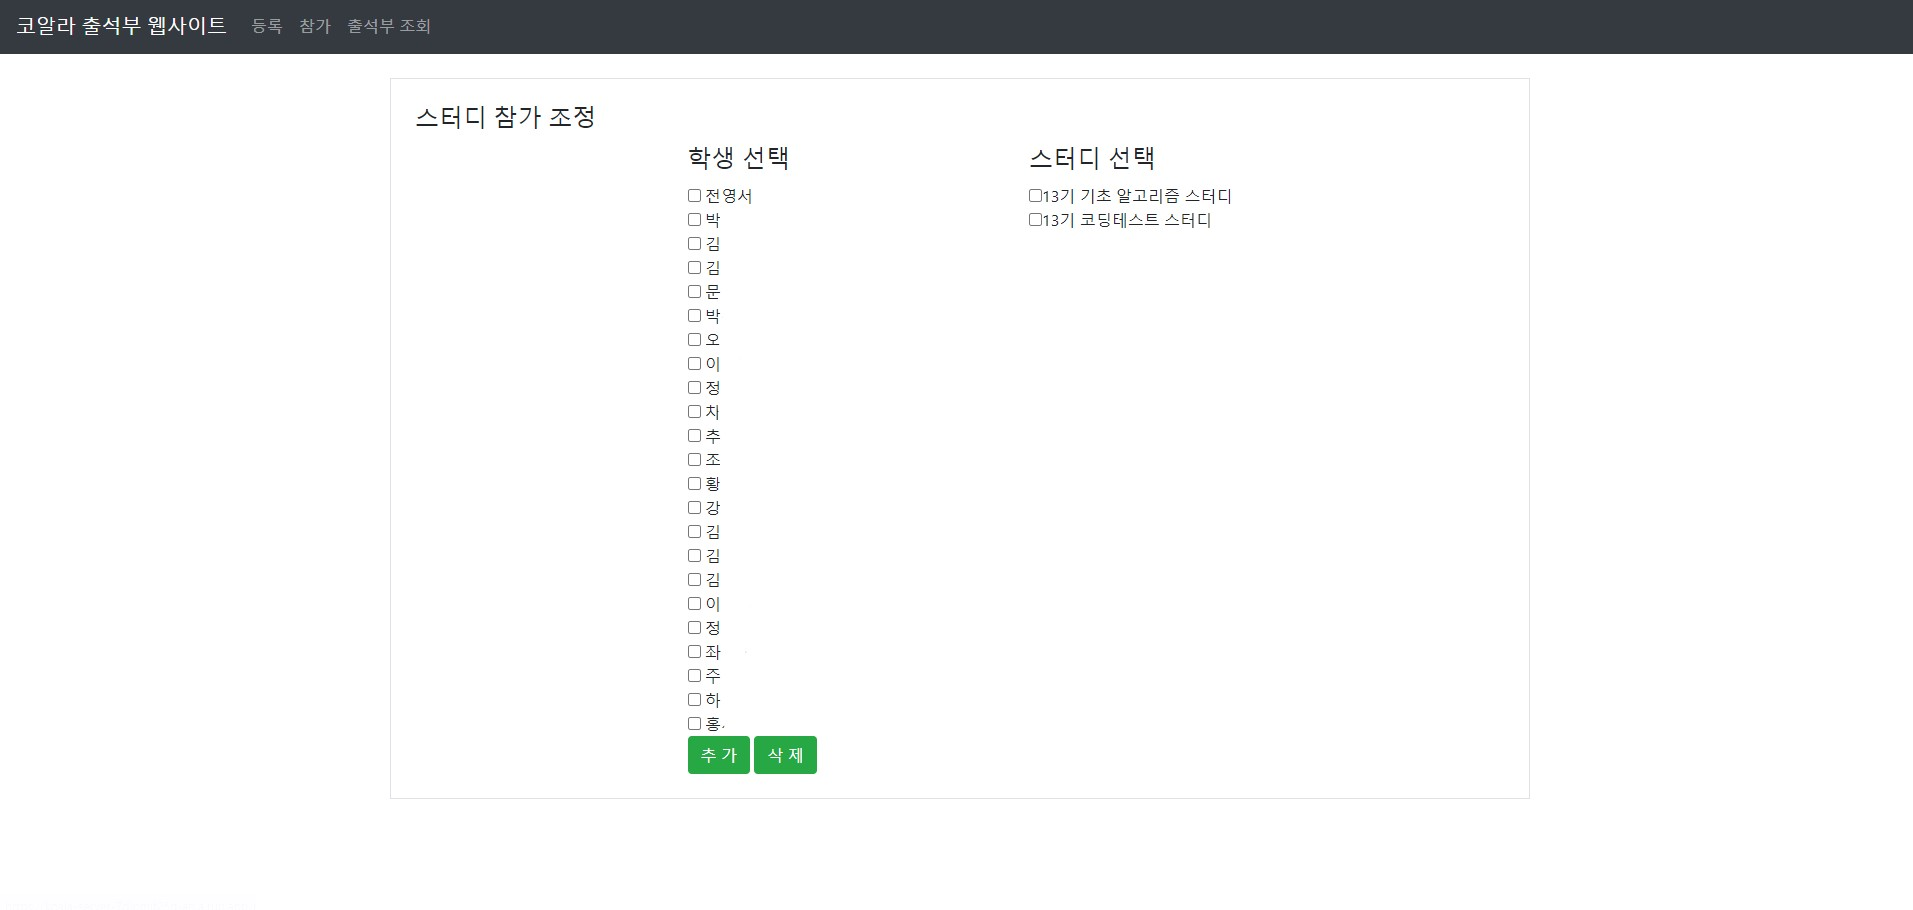 코알라 출석부 웹사이트 등록 참가 출석부 조회
스터디 참가 조정
학생 선택
전영서
박
김
김
문
박
오
이
정
차
추
조
황
강
김
김
김
이
정
좌
주
하
홍
추 가 삭 제
스터디 선택
13기 기초 알고리즘 스터디
13기 코딩테스트 스터디